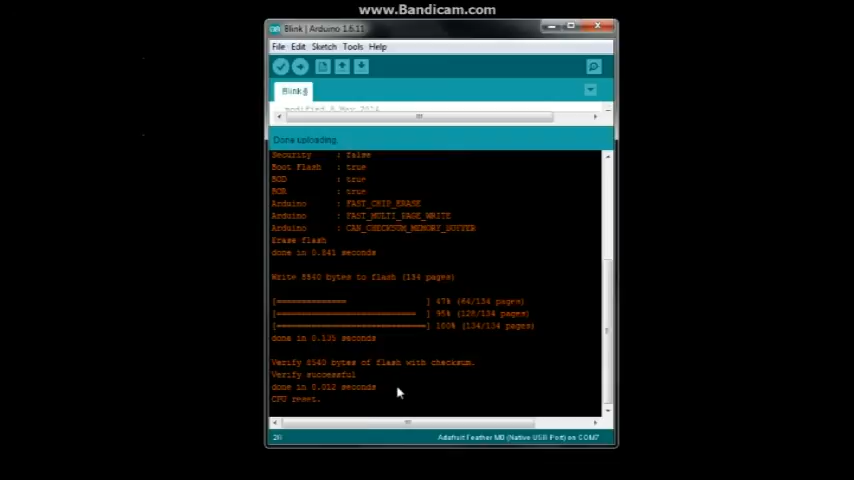 www.Bandicam.com
Blink | Arduino 1.6.11
File Edit Sketch Tools Help
Blink§
modified 8 May 2014
Done uploading.
Security : false
Boot Flash : true
BOD : true
BOR : true
Arduino : FAST_CHIP_ERASE
Arduino : FAST_MULTI_PAGE_WRITE
Arduino : CAN_CHECKSUM_MEMORY_BUFFER
Erase flash
done in 0.841 seconds
Write 8540 bytes to flash (134 pages)
[============== ] 47% (64/134 pages)
[============================ ] 95% (128/134 pages)
[==============================] 100% (134/134 pages)
done in 0.135 seconds
Verify 8540 bytes of flash with checksum.
Verify successful
done in 0.012 seconds
CPU reset.
Adafruit Feather M0 (Native USB Port) on COM7